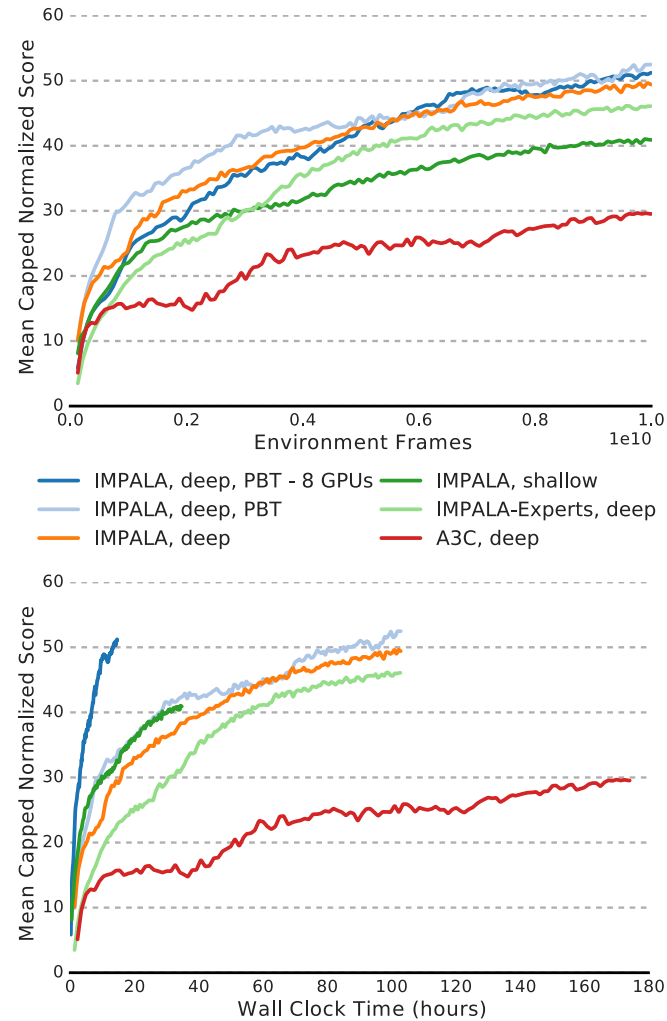 60
50
40
30
20
10
0
Mean Capped Normalized Score
0.0 0.2 0.4 0.6 0.8 1.0
1e10
Environment Frames
IMPALA, deep, PBT - 8 GPUs
IMPALA, deep, PBT
IMPALA, deep
IMPALA, shallow
IMPALA-Experts, deep
A3C, deep
60
50
40
30
20
10
0
Mean Capped Normalized Score
0 20 40 60 80 100 120 140 160 180
Wall Clock Time (hours)